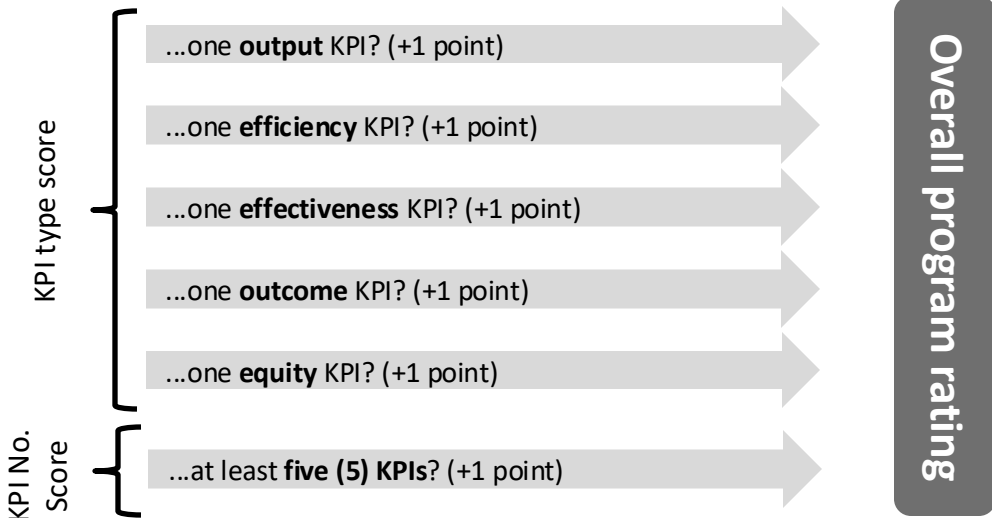 ...one output KPI? (+1 point)
...one efficiency KPI? (+1 point)
...one effectiveness KPI? (+1 point)
...one outcome KPI? (+1 point)
...one equity KPI? (+1 point)
...at least five (5) KPIs? (+1 point)
KPI type score
KPI No.
Score
Overall program rating